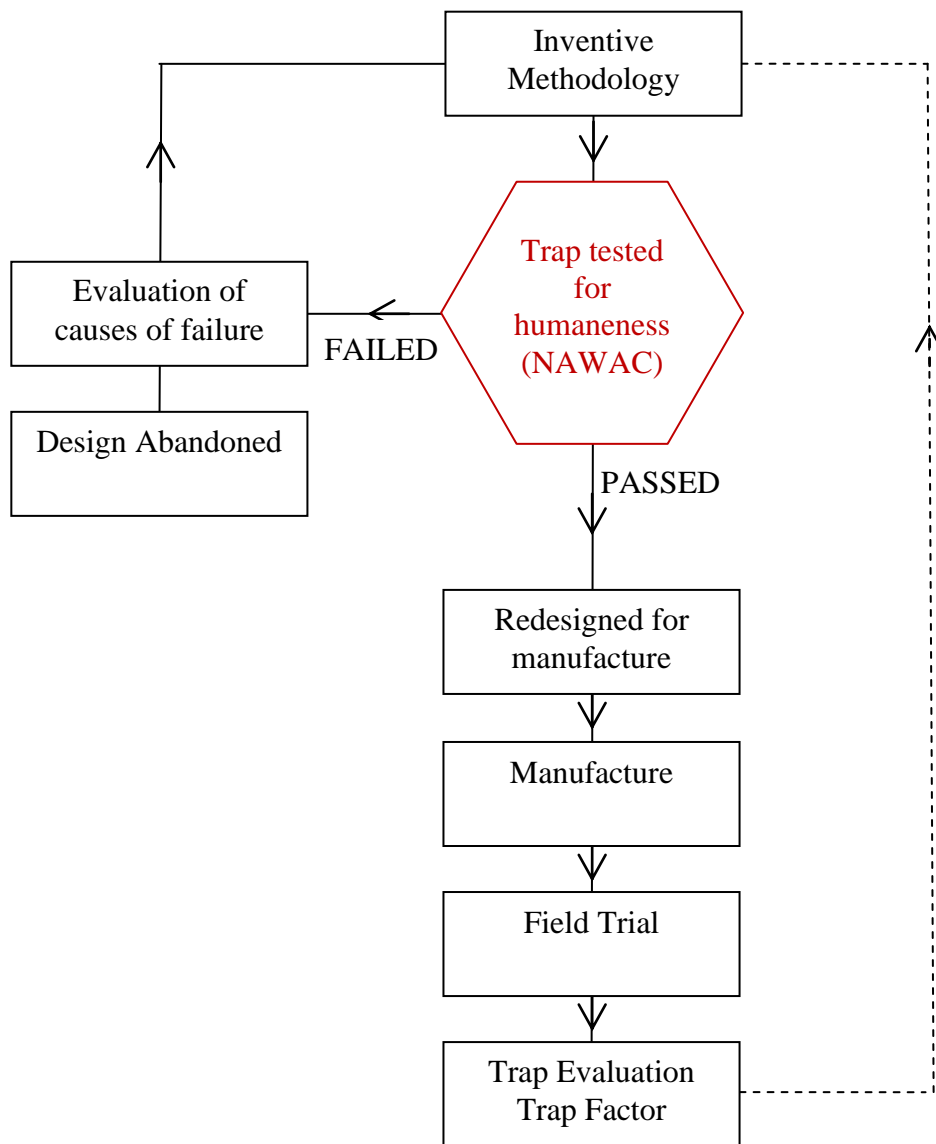 Inventive
Methodology
Trap tested
for
humaneness
(NAWAC)
Evaluation of
causes of failure
FAILED
Design Abandoned
PASSED
Redesigned for
manufacture
Manufacture
Field Trial
Trap Evaluation
Trap Factor